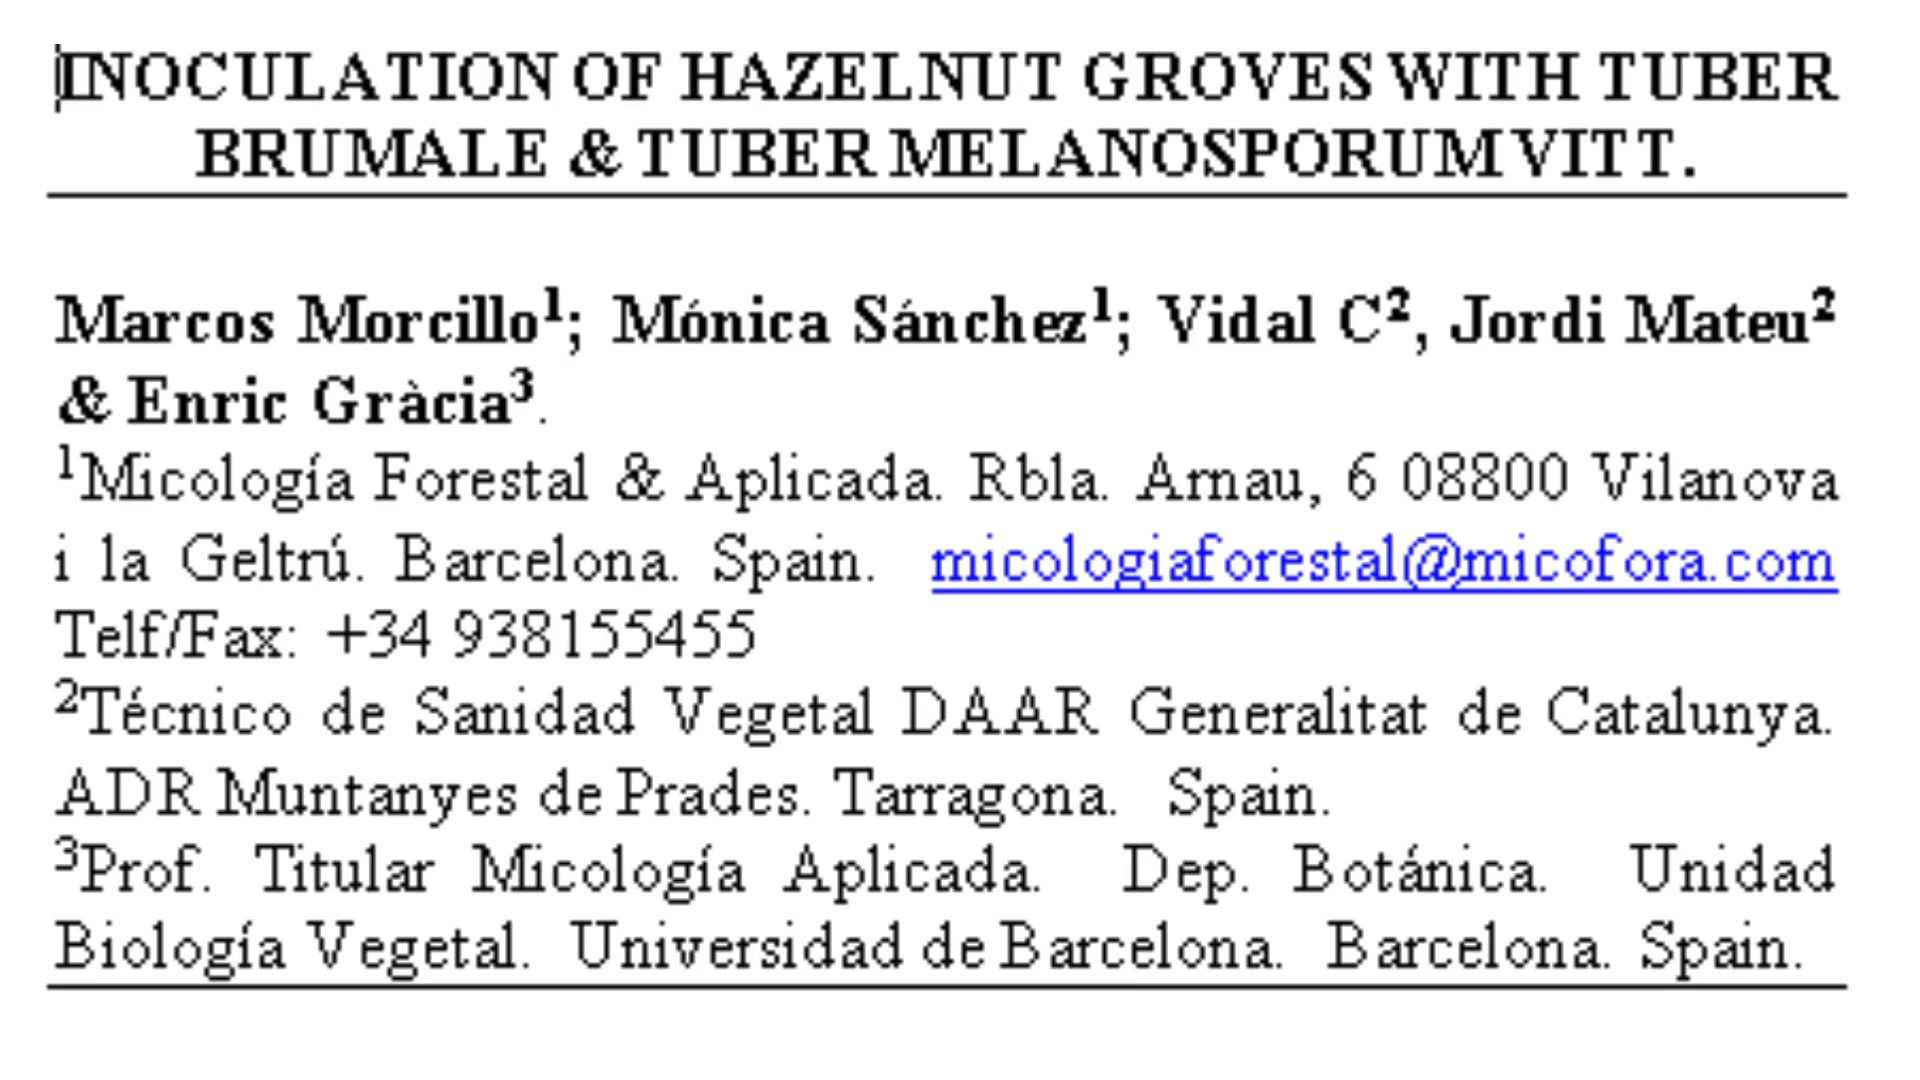 INOCULATION OF HAZELNUT GROVES WITH TUBER
BRUMALE & TUBER MELANOSPORUM VITT.
Marcos Morcillo¹; Mónica Sánchez¹; Vidal C², Jordi Mateu²
& Enric Gràcia³.
¹Micología Forestal & Aplicada. Rbla. Arnau, 6 08800 Vilanova
i la Geltrú. Barcelona. Spain. micologiaforestal@micofora.com
Telf/Fax: +34 938155455
²Técnico de Sanidad Vegetal DAAR Generalitat de Catalunya.
ADR Muntanyes de Prades. Tarragona. Spain.
³Prof. Titular Micología Aplicada. Dep. Botánica. Unidad
Biología Vegetal. Universidad de Barcelona. Barcelona. Spain.